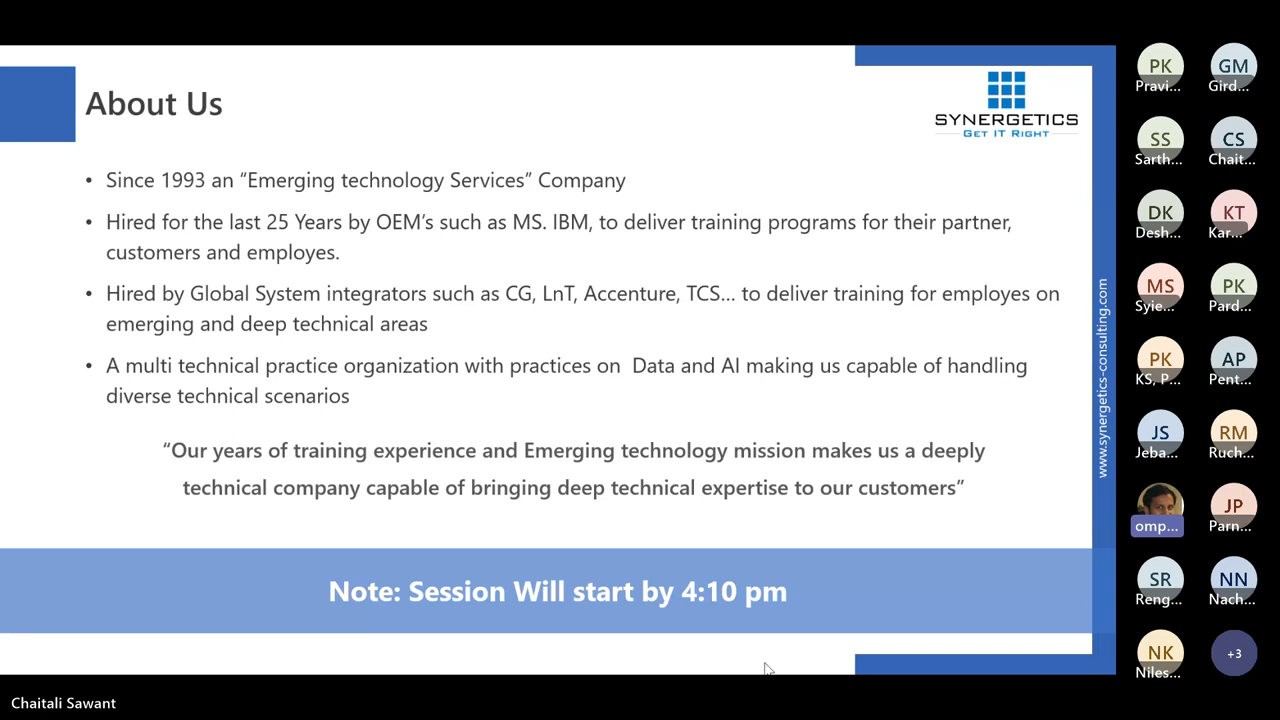 About Us
SYNERGETICS
GET IT RIGHT
• Since 1993 an “Emerging technology Services” Company
• Hired for the last 25 Years by OEM’s such as MS. IBM, to deliver training programs for their partner,
customers and employes.
• Hired by Global System integrators such as CG, LnT, Accenture, TCS... to deliver training for employes on
emerging and deep technical areas
• A multi technical practice organization with practices on Data and AI making us capable of handling
diverse technical scenarios
“Our years of training experience and Emerging technology mission makes us a deeply
technical company capable of bringing deep technical expertise to our customers”
Note: Session Will start by 4:10 pm
www.synergetics-consulting.com
PK
Pravi...
GM
Gird...
SS
Sarth...
CS
Chait...
DK
Desh...
KT
Kar...
MS
Syie...
PK
Pard...
PK
KS, P...
AP
Pent...
JS
Jeba...
RM
Ruch...
omp...
JP
Parn...
SR
Reng...
NN
Nach...
NK
Niles...
+3
Chaitali Sawant